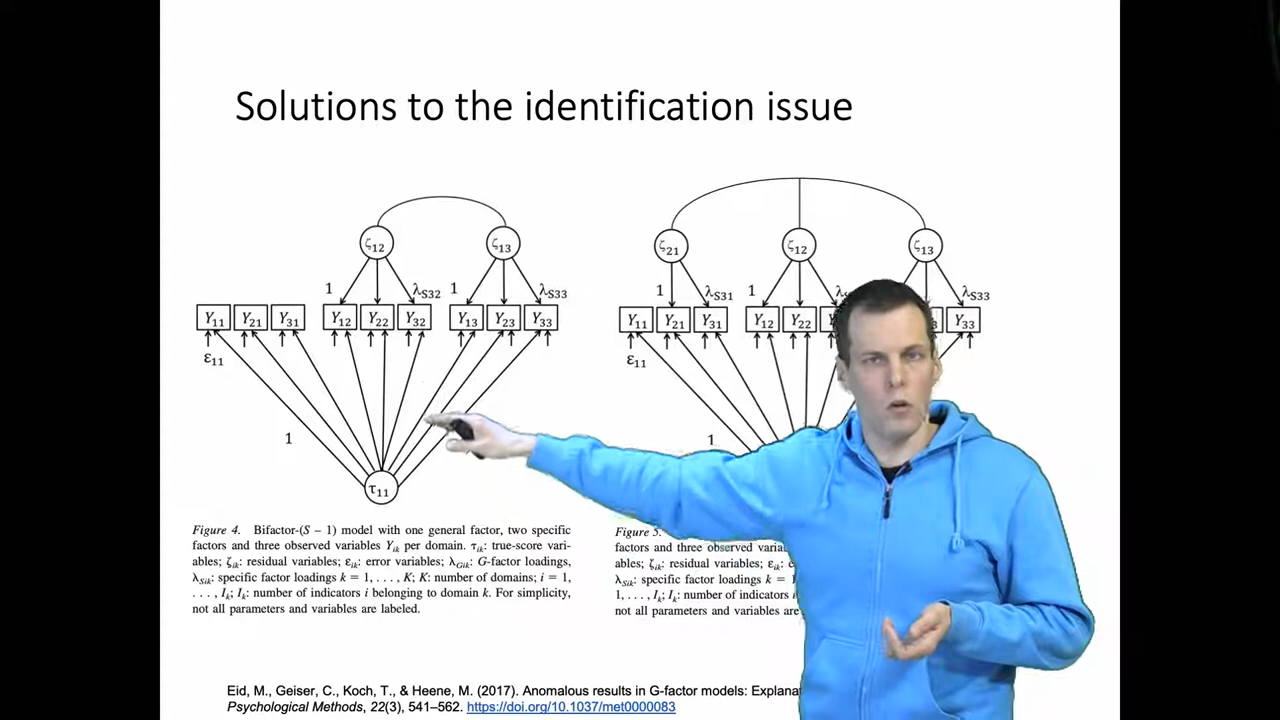 Solutions to the identification issue
ζ12 ζ13
1 λS32 1 λS33
Y11 Y21 Y31 Y12 Y22 Y32 Y13 Y23 Y33
ε11
1
τ11
Figure 4. Bifactor-(S – 1) model with one general factor, two specific
factors and three observed variables Yik per domain. τik: true-score vari-
ables; ζik: residual variables; εik: error variables; λGik: G-factor loadings,
λSik: specific factor loadings k = 1, . . . , K; K: number of domains; i = 1,
. . . , Ik; Ik: number of indicators i belonging to domain k. For simplicity,
not all parameters and variables are labeled.
ζ21 ζ12 ζ13
1 λS31 1 λS33
Y11 Y21 Y31 Y12 Y22 Y33
ε11
1
Figure 5.
factors and three observed
ables; ζik: residual variables; εik:
λSik: specific factor loadings k =
1, . . . , Ik; Ik: number of indicators
not all parameters and variables are
Eid, M., Geiser, C., Koch, T., & Heene, M. (2017). Anomalous results in G-factor models:
Psychological Methods, 22(3), 541–562. https://doi.org/10.1037/met0000083